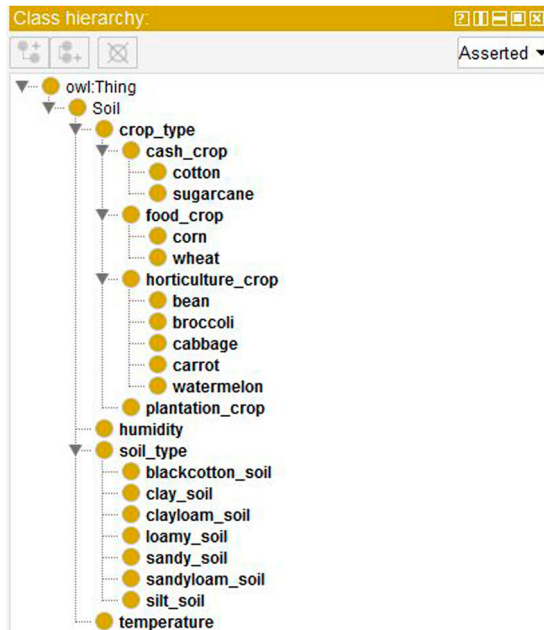 Class hierarchy:
Asserted
owl:Thing
Soil
crop_type
cash_crop
cotton
sugarcane
food_crop
corn
wheat
horticulture_crop
bean
broccoli
cabbage
carrot
watermelon
plantation_crop
humidity
soil_type
blackcotton_soil
clay_soil
clayloam_soil
loamy_soil
sandy_soil
sandyloam_soil
silt_soil
temperature